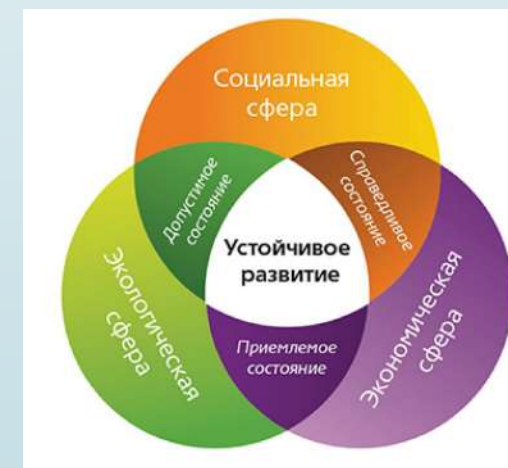 Социальная
сфера
Допустимое
состояние
Справедливое
состояние
Устойчивое
развитие
Экологическая
сфера
Приемлемое
состояние
Экономическая
сфера